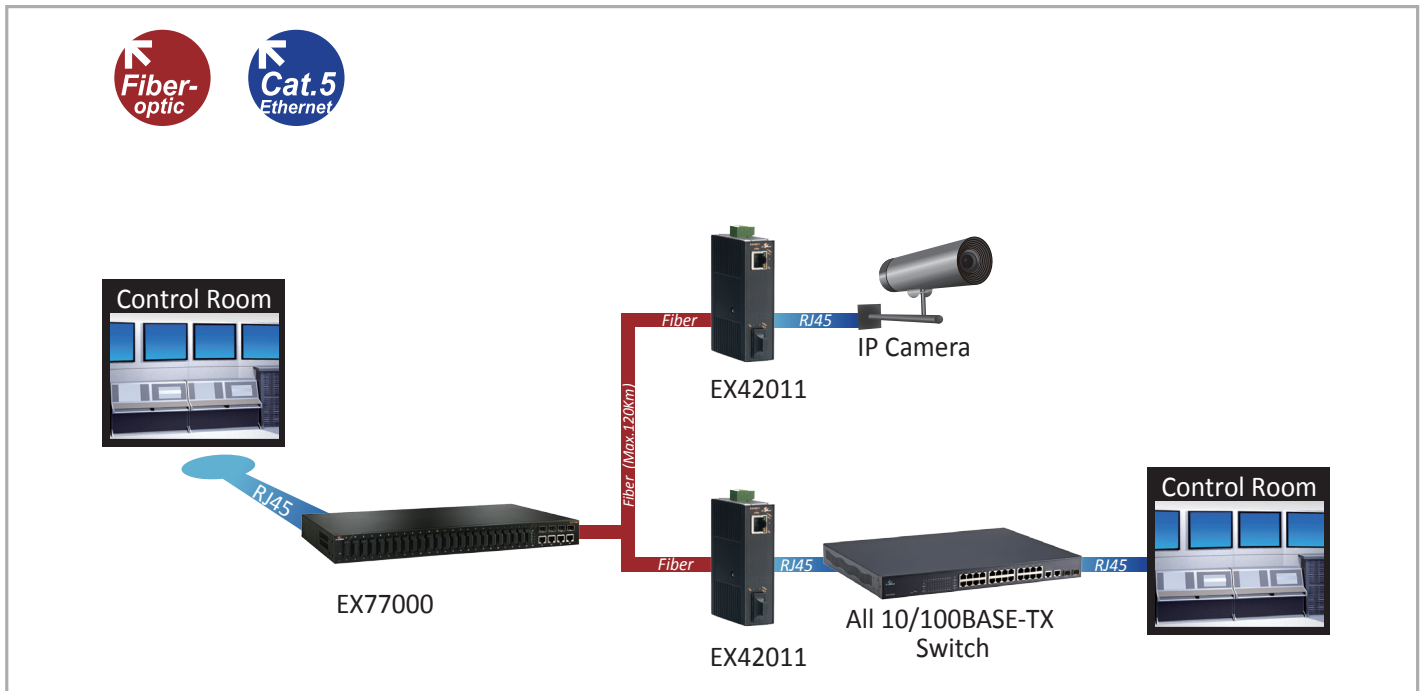 Fiber-
optic
Cat.5
Ethernet
Control Room
Fiber
RJ45
IP Camera
EX42011
Fiber (Max.120Km)
RJ45
Control Room
EX77000
Fiber
RJ45
RJ45
All 10/100BASE-TX
Switch
EX42011